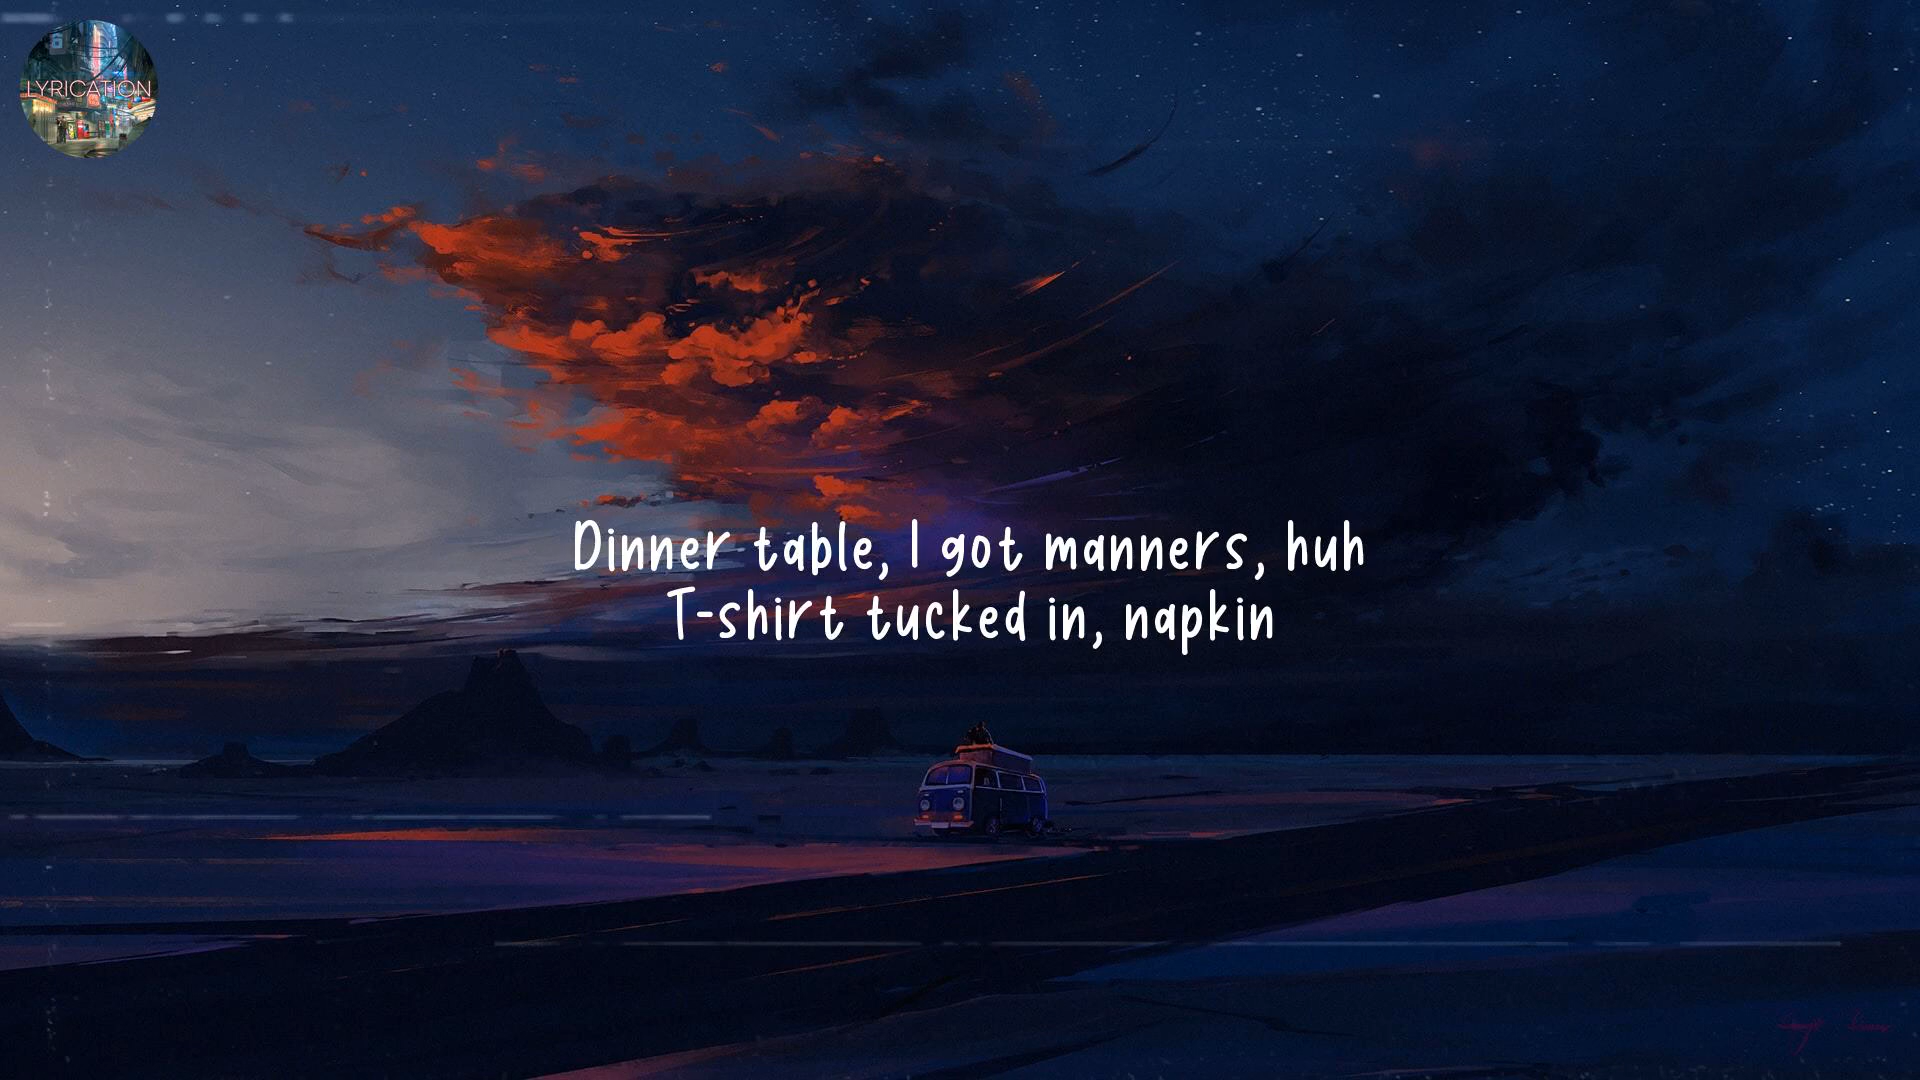 LYRICATION
Dinner table, I got manners, huh
T-shirt tucked in, napkin